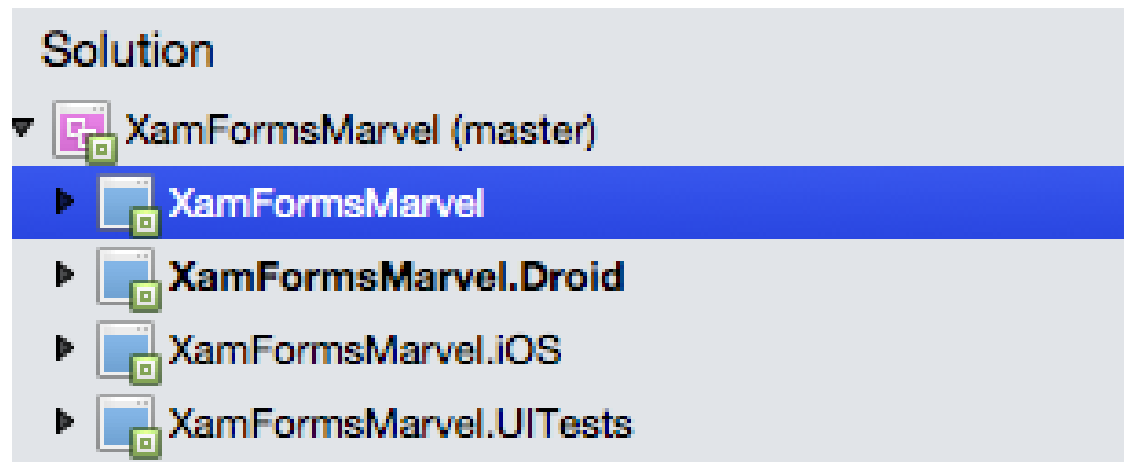 Solution
XamFormsMarvel (master)
XamFormsMarvel
XamFormsMarvel.Droid
XamFormsMarvel.iOS
XamFormsMarvel.UITests